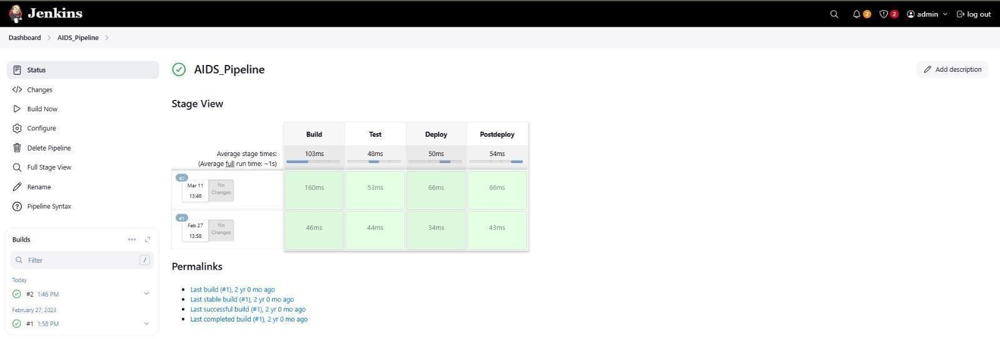 Jenkins
2
2
admin
log out
Dashboard
AIDS_Pipeline
Status
Changes
Build Now
Configure
Delete Pipeline
Full Stage View
Rename
Pipeline Syntax
Builds
Filter
/
Today
#2 1:46 PM
February 27, 2023
#1 1:58 PM
AIDS_Pipeline
Add description
Stage View
Build Test Deploy Postdeploy
Average stage times: 103ms 48ms 50ms 54ms
(Average full run time: ~1s)
#2
Mar 11
13:46
No
Changes
160ms 53ms 66ms 66ms
#1
Feb 27
13:58
No
Changes
46ms 44ms 34ms 43ms
Permalinks
Last build (#1), 2 yr 0 mo ago
Last stable build (#1), 2 yr 0 mo ago
Last successful build (#1), 2 yr 0 mo ago
Last completed build (#1), 2 yr 0 mo ago